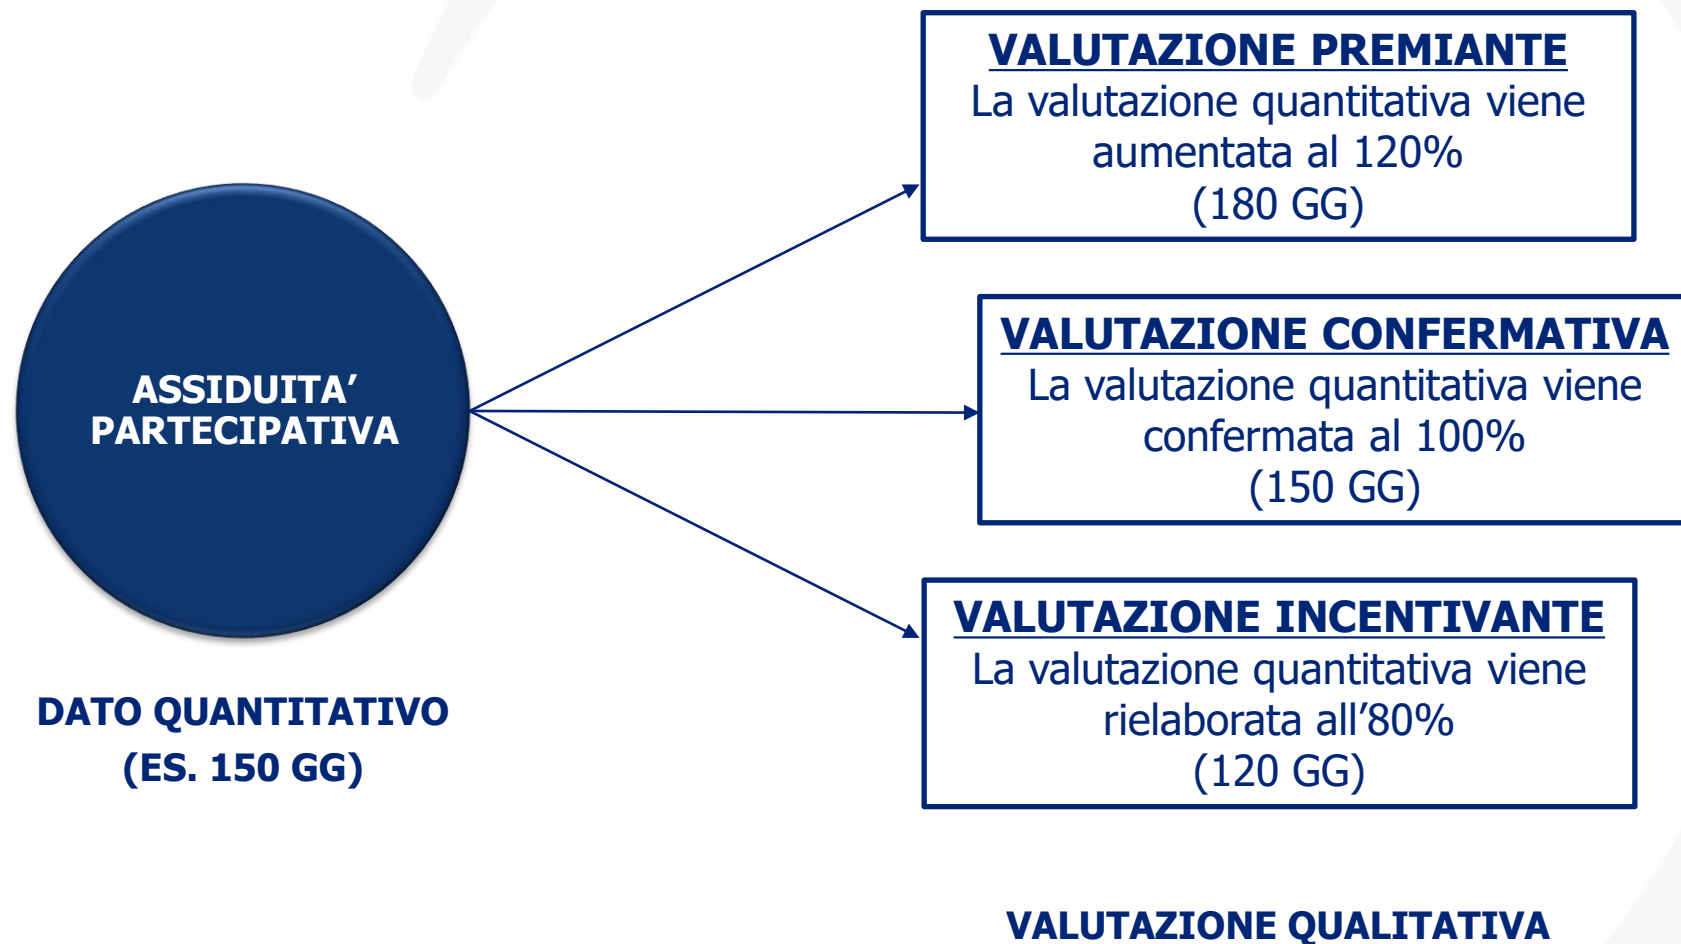 ASSIDUITA’
PARTECIPATIVA
DATO QUANTITATIVO
(ES. 150 GG)
VALUTAZIONE PREMIANTE
La valutazione quantitativa viene
aumentata al 120%
(180 GG)
VALUTAZIONE CONFERMATIVA
La valutazione quantitativa viene
confermata al 100%
(150 GG)
VALUTAZIONE INCENTIVANTE
La valutazione quantitativa viene
rielaborata all’80%
(120 GG)
VALUTAZIONE QUALITATIVA